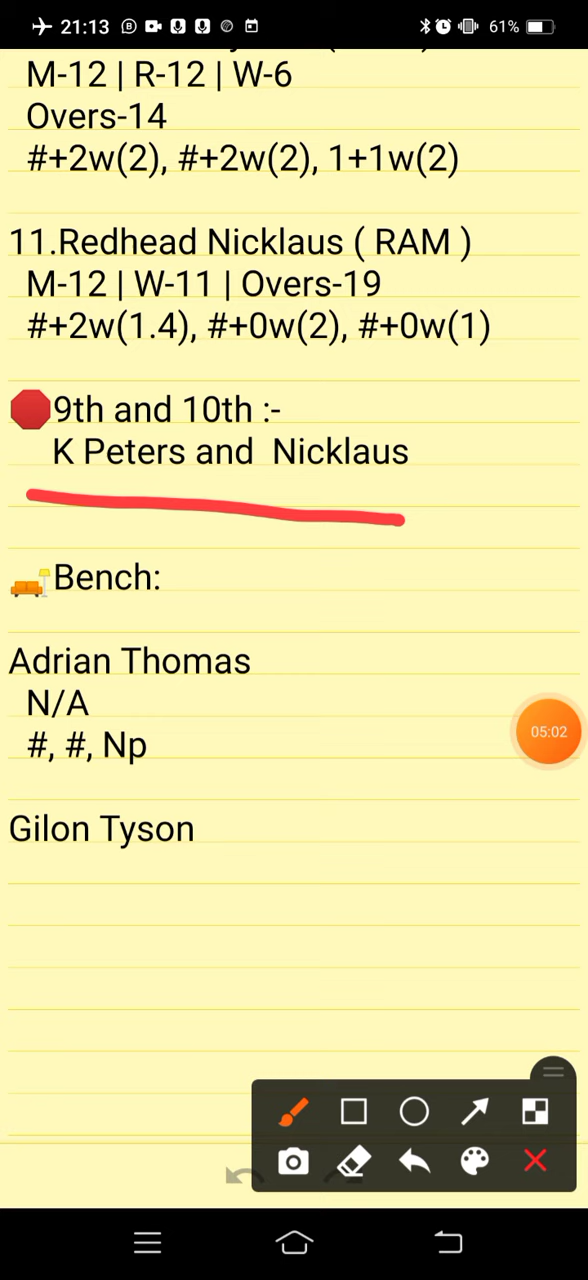 21:13
61%
M-12 | R-12 | W-6
Overs-14
#+2w(2), #+2w(2), 1+1w(2)
11.Redhead Nicklaus ( RAM )
M-12 | W-11 | Overs-19
#+2w(1.4), #+0w(2), #+0w(1)
9th and 10th :-
K Peters and Nicklaus
Bench:
Adrian Thomas
N/A
#, #, Np
05:02
Gilon Tyson